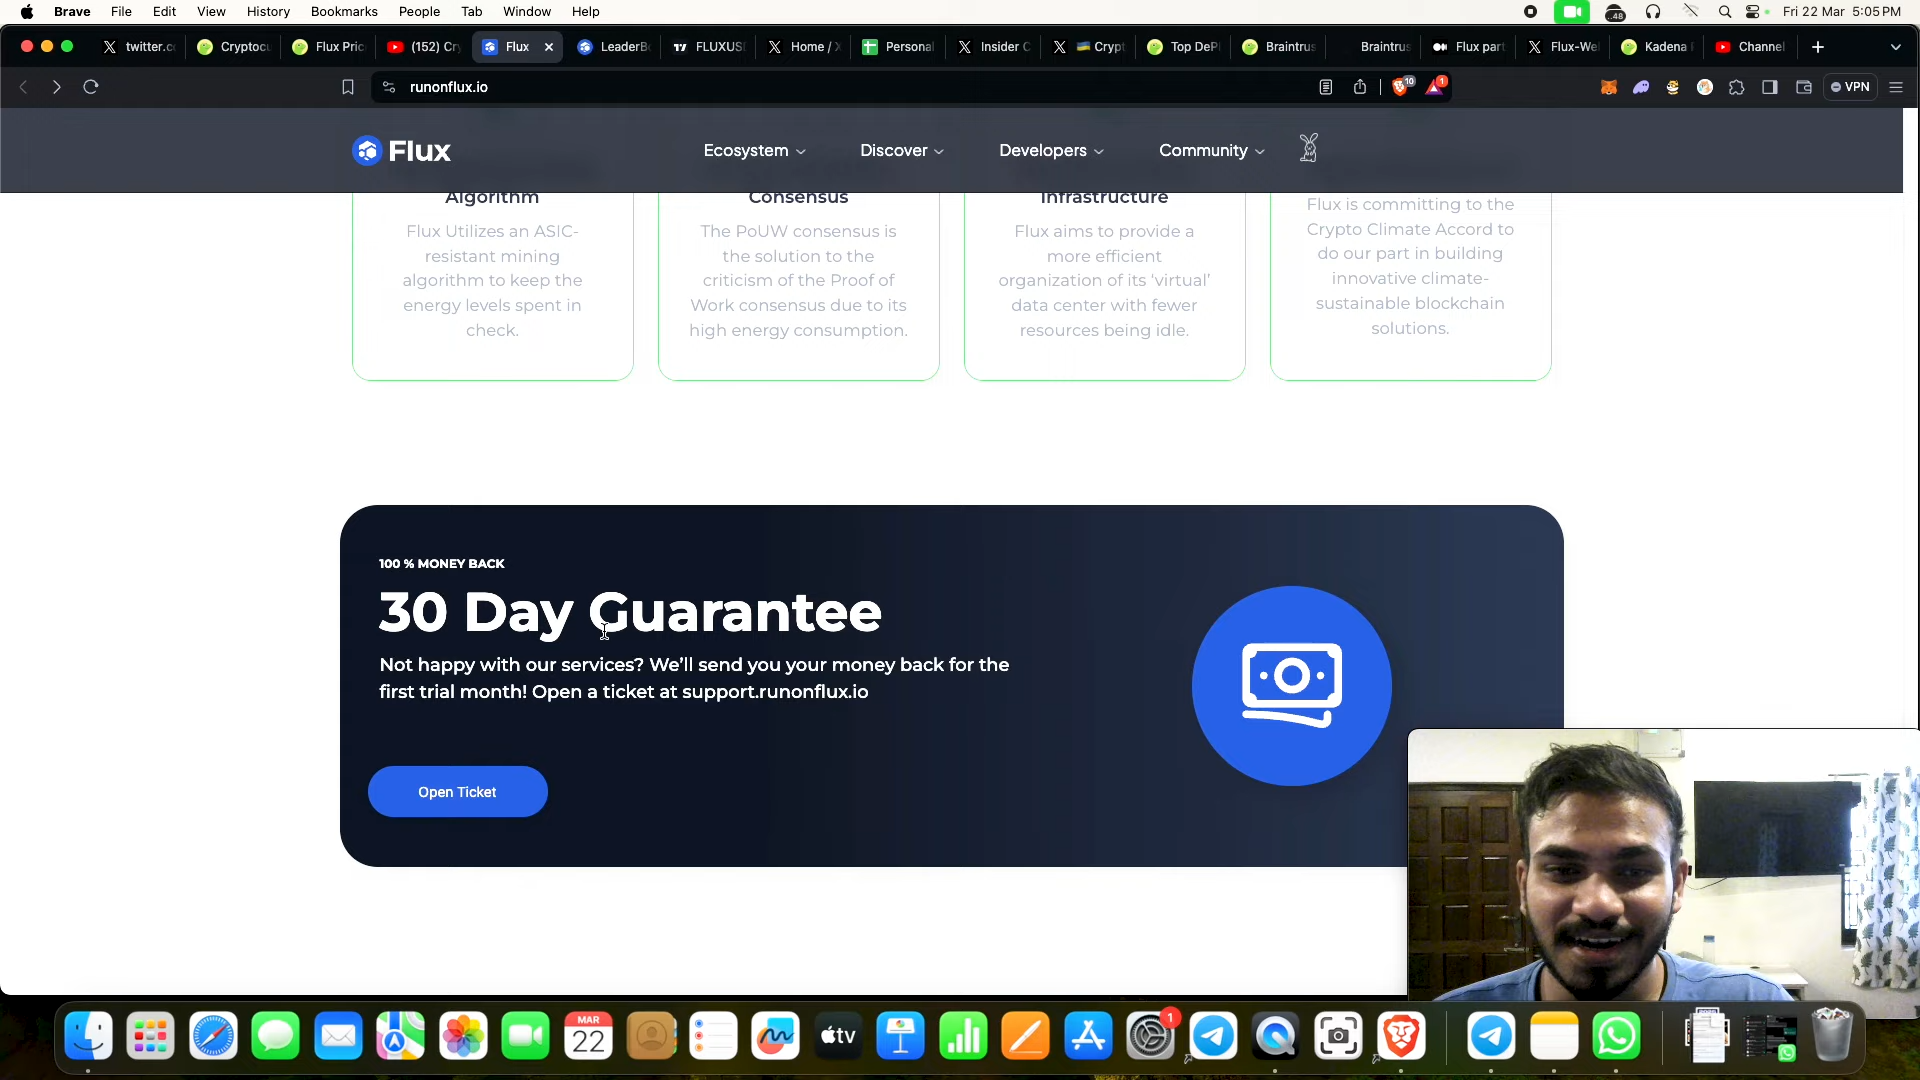 Brave File Edit View History Bookmarks People Tab Window Help
Fri 22 Mar 5:05 PM
twitter.cc Cryptocu Flux Pric (152) Cry Flux LeaderBo FLUXUS Home / X Personal Insider C Crypt Top DeP Braintrus Braintrus Flux part Flux-We Kadena Channel
runonflux.io
10 1
VPN
Flux
Ecosystem Discover Developers Community
Algorithm
Flux Utilizes an ASIC-
resistant mining
algorithm to keep the
energy levels spent in
check.
Consensus
The PoUW consensus is
the solution to the
criticism of the Proof of
Work consensus due to its
high energy consumption.
Infrastructure
Flux aims to provide a
more efficient
organization of its ‘virtual’
data center with fewer
resources being idle.
Flux is committing to the
Crypto Climate Accord to
do our part in building
innovative climate-
sustainable blockchain
solutions.
100 % MONEY BACK
30 Day Guarantee
Not happy with our services? We’ll send you your money back for the
first trial month! Open a ticket at support.runonflux.io
Open Ticket
MAR
22
tv
1